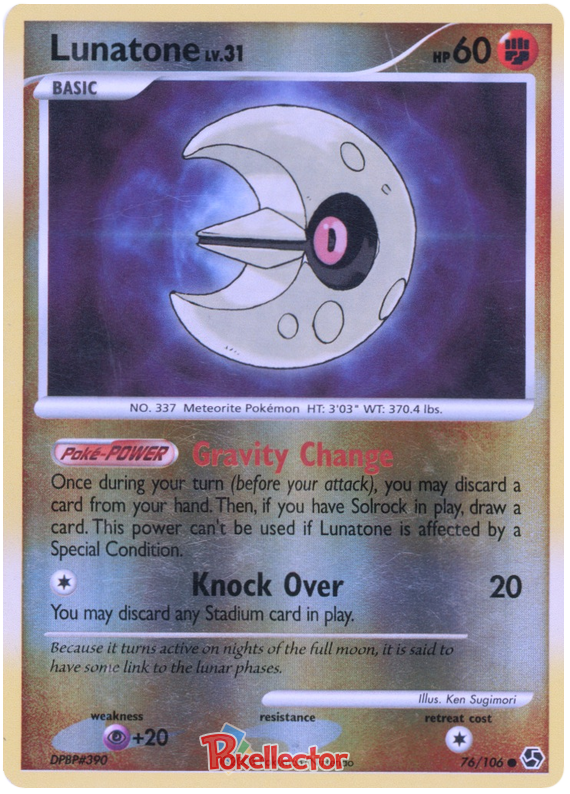 Lunatone LV.31
HP 60
BASIC
NO. 337 Meteorite Pokémon HT: 3'03" WT: 370.4 lbs.
Poké-POWER Gravity Change
Once during your turn (before your attack), you may discard a
card from your hand. Then, if you have Solrock in play, draw a
card. This power can't be used if Lunatone is affected by a
Special Condition.
Knock Over 20
You may discard any Stadium card in play.
Because it turns active on nights of the full moon, it is said to
have some link to the lunar phases.
Illus. Ken Sugimori
weakness resistance retreat cost
+20
DPBP#390
Pokellector
76/106